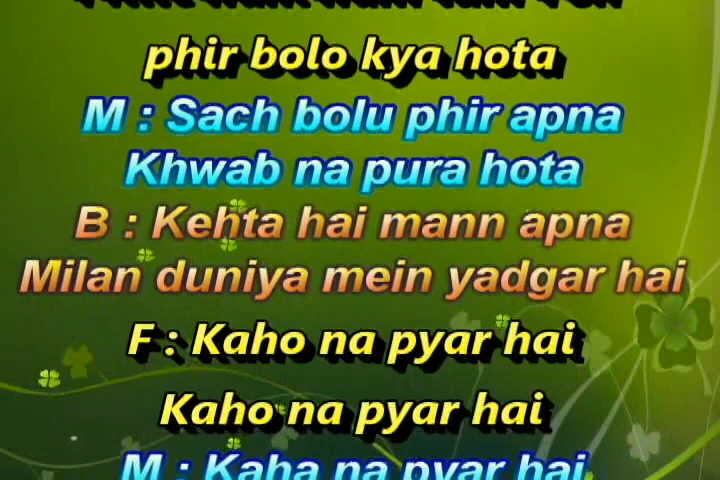 phir bolo kya hota
M : Sach bolu phir apna
Khwab na pura hota
B : Kehta hai mann apna
Milan duniya mein yadgar hai
F : Kaho na pyar hai
Kaho na pyar hai
M : Kaha na pyar hai